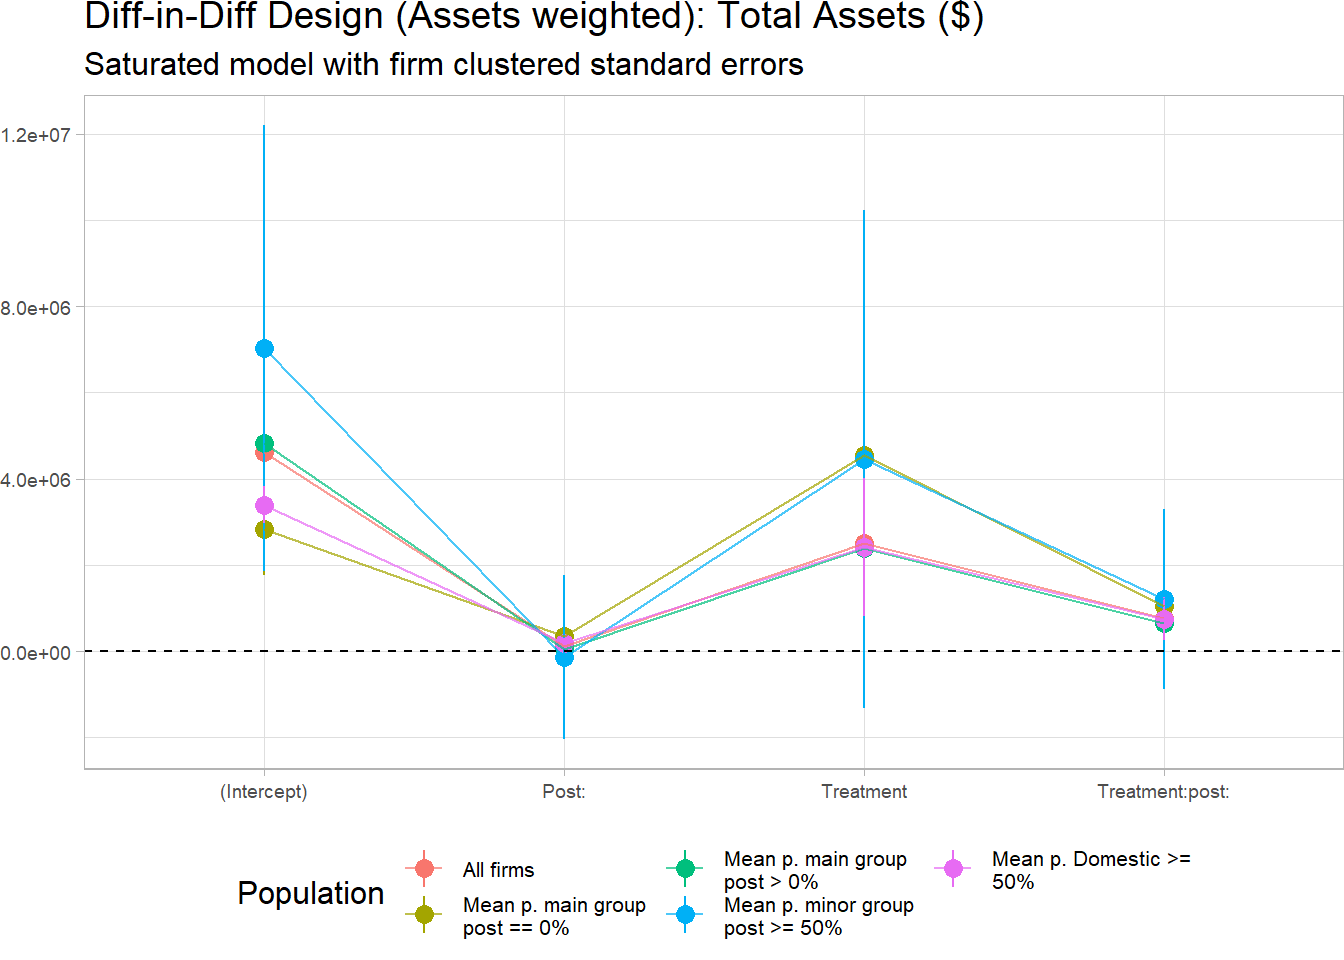 Diff-in-Diff Design (Assets weighted): Total Assets ($)
Saturated model with firm clustered standard errors
1.2e+07
8.0e+06
4.0e+06
0.0e+00
(Intercept)
Post:
Treatment
Treatment:post:
Population
All firms
Mean p. main group
post == 0%
Mean p. main group
post > 0%
Mean p. minor group
post >= 50%
Mean p. Domestic >=
50%